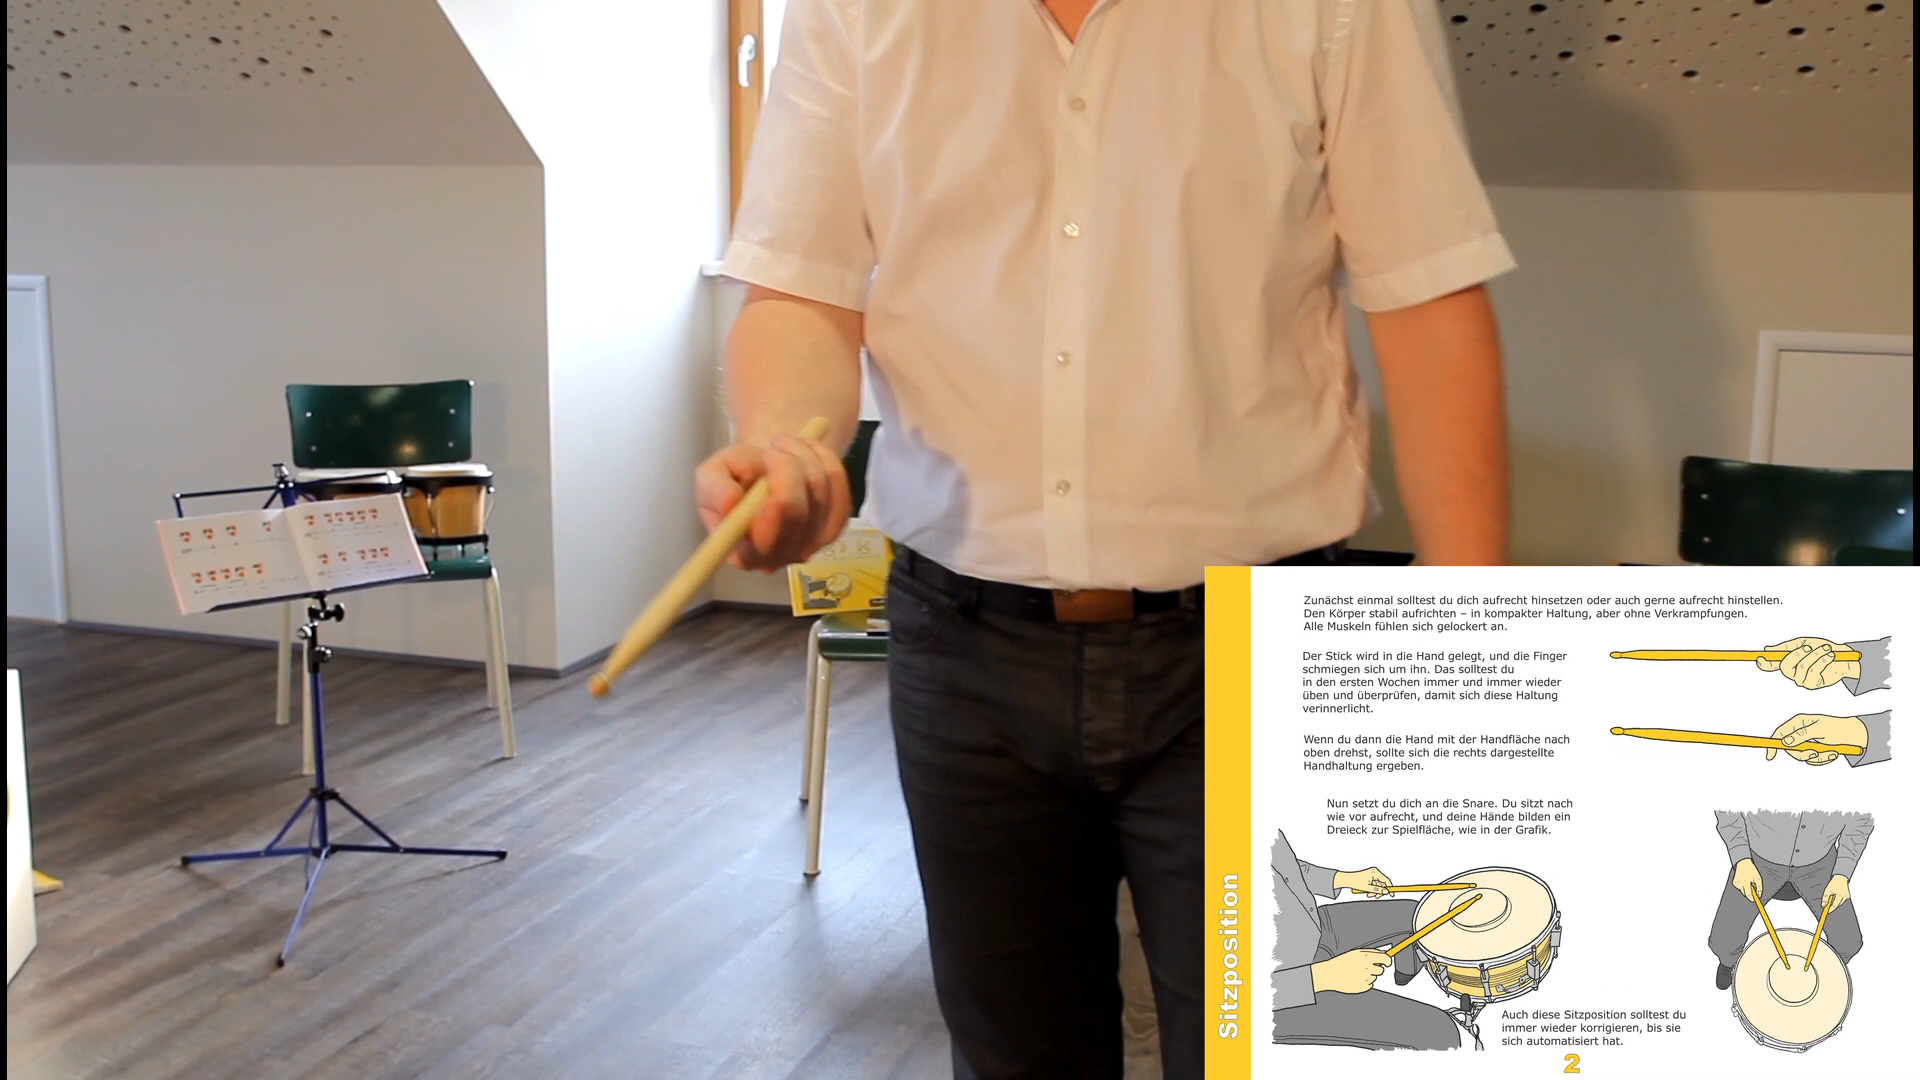 Zunächst einmal solltest du dich aufrecht hinsetzen oder auch gerne aufrecht hinstellen.
Den Körper stabil aufrichten – in kompakter Haltung, aber ohne Verkrampfungen.
Alle Muskeln fühlen sich gelockert an.
Der Stick wird in die Hand gelegt, und die Finger
schmiegen sich um ihn. Das solltest du
in den ersten Wochen immer und immer wieder
üben und überprüfen, damit sich diese Haltung
verinnerlicht.
Wenn du dann die Hand mit der Handfläche nach
oben drehst, sollte sich die rechts dargestellte
Handhaltung ergeben.
Nun setzt du dich an die Snare. Du sitzt nach
wie vor aufrecht, und deine Hände bilden ein
Dreieck zur Spielfläche, wie in der Grafik.
Sitzposition
Auch diese Sitzposition solltest du
immer wieder korrigieren, bis sie
sich automatisiert hat.
2